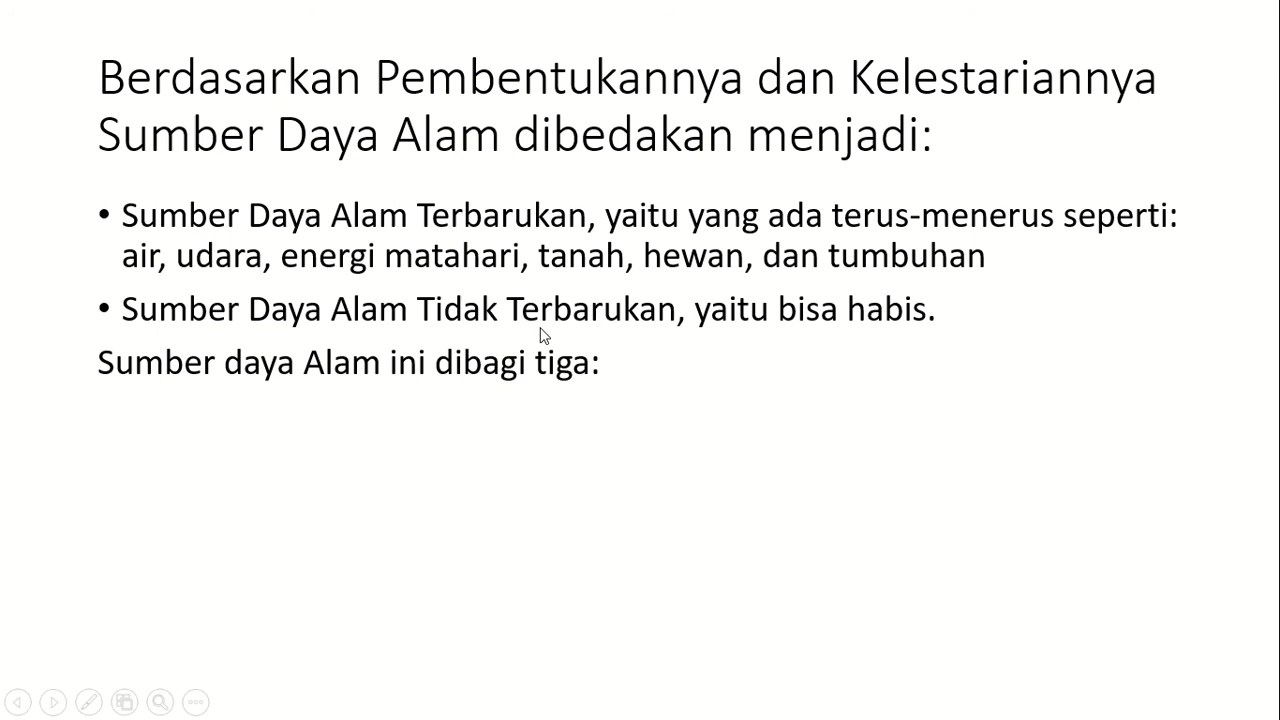 Berdasarkan Pembentukannya dan Kelestariannya
Sumber Daya Alam dibedakan menjadi:
• Sumber Daya Alam Terbarukan, yaitu yang ada terus-menerus seperti:
air, udara, energi matahari, tanah, hewan, dan tumbuhan
• Sumber Daya Alam Tidak Terbarukan, yaitu bisa habis.
Sumber daya Alam ini dibagi tiga: